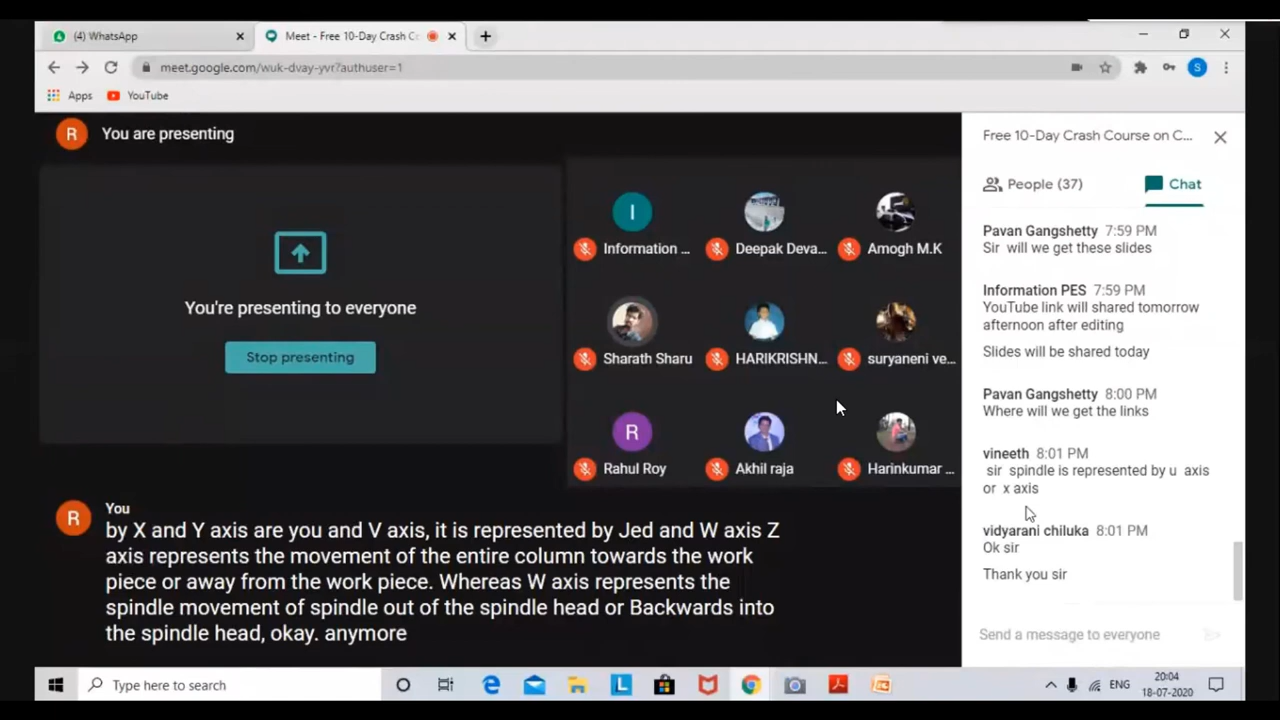 (4) WhatsApp
Meet - Free 10-Day Crash C
meet.google.com/wuk-dvay-yvr?authuser=1
S
Apps
YouTube
R
You are presenting
You're presenting to everyone
Stop presenting
I
Information ...
Deepak Deva...
Amogh M.K
Sharath Sharu
HARIKRISHN...
suryaneni ve...
R
Rahul Roy
Akhil raja
Harinkumar ...
R
You
by X and Y axis are you and V axis, it is represented by Jed and W axis Z
axis represents the movement of the entire column towards the work
piece or away from the work piece. Whereas W axis represents the
spindle movement of spindle out of the spindle head or Backwards into
the spindle head, okay. anymore
Free 10-Day Crash Course on C...
People (37)
Chat
Pavan Gangshetty 7:59 PM
Sir will we get these slides
Information PES 7:59 PM
YouTube link will shared tomorrow
afternoon after editing
Slides will be shared today
Pavan Gangshetty 8:00 PM
Where will we get the links
vineeth 8:01 PM
sir spindle is represented by u axis
or x axis
vidyarani chiluka 8:01 PM
Ok sir
Thank you sir
Send a message to everyone
Type here to search
L
ENG
20:04
18-07-2020